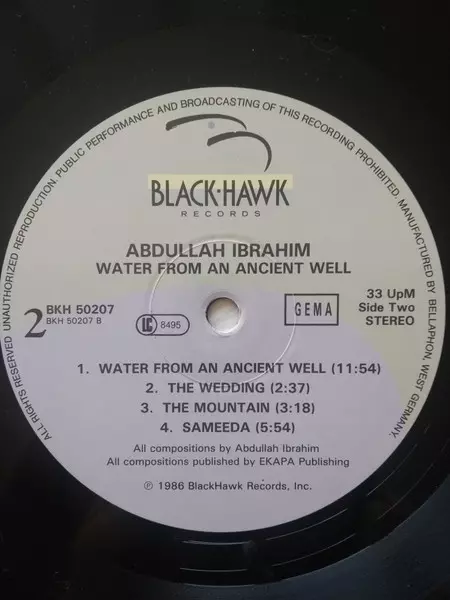 ALL RIGHTS RESERVED UNAUTHORIZED REPRODUCTION. PUBLIC PERFORMANCE AND BROADCASTING OF THIS RECORDING PROHIBITED. MANUFACTURED BY BELLAPHON, WEST GERMANY.
BLACK·HAWK
RECORDS
ABDULLAH IBRAHIM
WATER FROM AN ANCIENT WELL
2 BKH 50207
BKH 50207 B
LC 8495
GEMA
33 UpM
Side Two
STEREO
1. WATER FROM AN ANCIENT WELL (11:54)
2. THE WEDDING (2:37)
3. THE MOUNTAIN (3:18)
4. SAMEEDA (5:54)
All compositions by Abdullah Ibrahim
All compositions published by EKAPA Publishing
℗ 1986 BlackHawk Records, Inc.